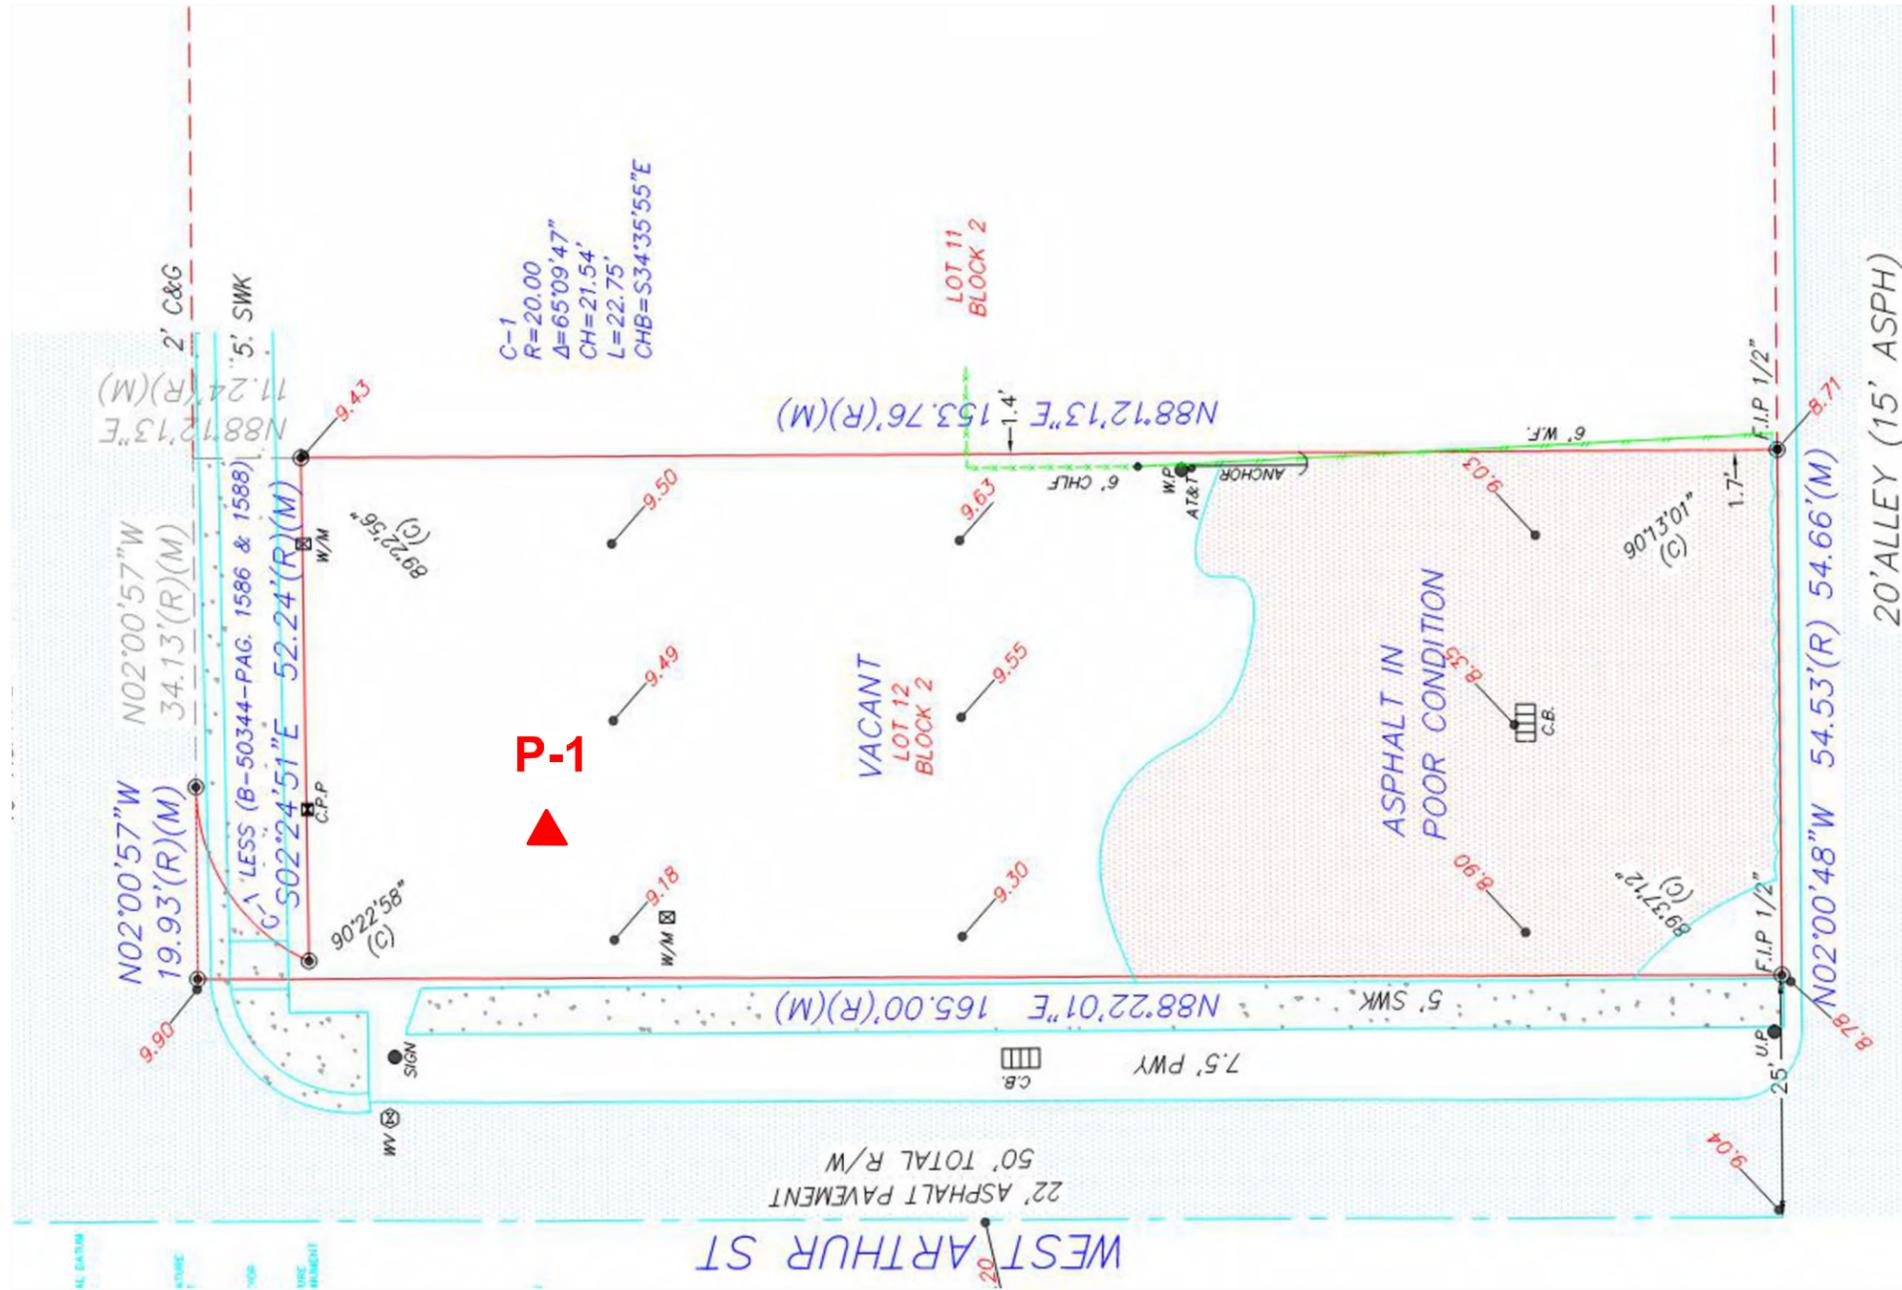 2' C&G
5' SWK
N88°12'13"E
11.24'(R)(M)
N02°00'57"W
34.13'(R)(M)
N02°00'57"W
19.93'(R)(M)
C-1
LESS (B-50344-PAG. 1586 & 1588)
S02°24'51"E 52.24'(R)(M)
9.43
W/M
89°22'56"
(C)
C.P.P
90°22'58"
(C)
9.90
C-1
R=20.00
Δ=65°09'47"
CH=21.54'
L=22.75'
CHB=S34°35'55"E
LOT 11
BLOCK 2
N88°12'13"E 153.76'(R)(M)
1.4'
9.50
9.63
6' CHLF
W.P
AT&T
ANCHOR
6' W.F.
9.03
1.7'
F.I.P 1/2"
8.71
90°13'01"
(C)
P-1
9.49
9.55
VACANT
LOT 12
BLOCK 2
ASPHALT IN
POOR CONDITION
8.35
C.B.
9.18
W/M
9.30
8.90
89°37'12"
(C)
F.I.P 1/2"
N02°00'48"W 54.53'(R) 54.66'(M)
20'ALLEY (15' ASPH)
N88°22'01"E 165.00'(R)(M)
5' SWK
SIGN
WV
C.B.
7.5' PWY
U.P
8.78
25'
9.04
22' ASPHALT PAVEMENT
50' TOTAL R/W
WEST ARTHUR ST
.20
AL DATUM